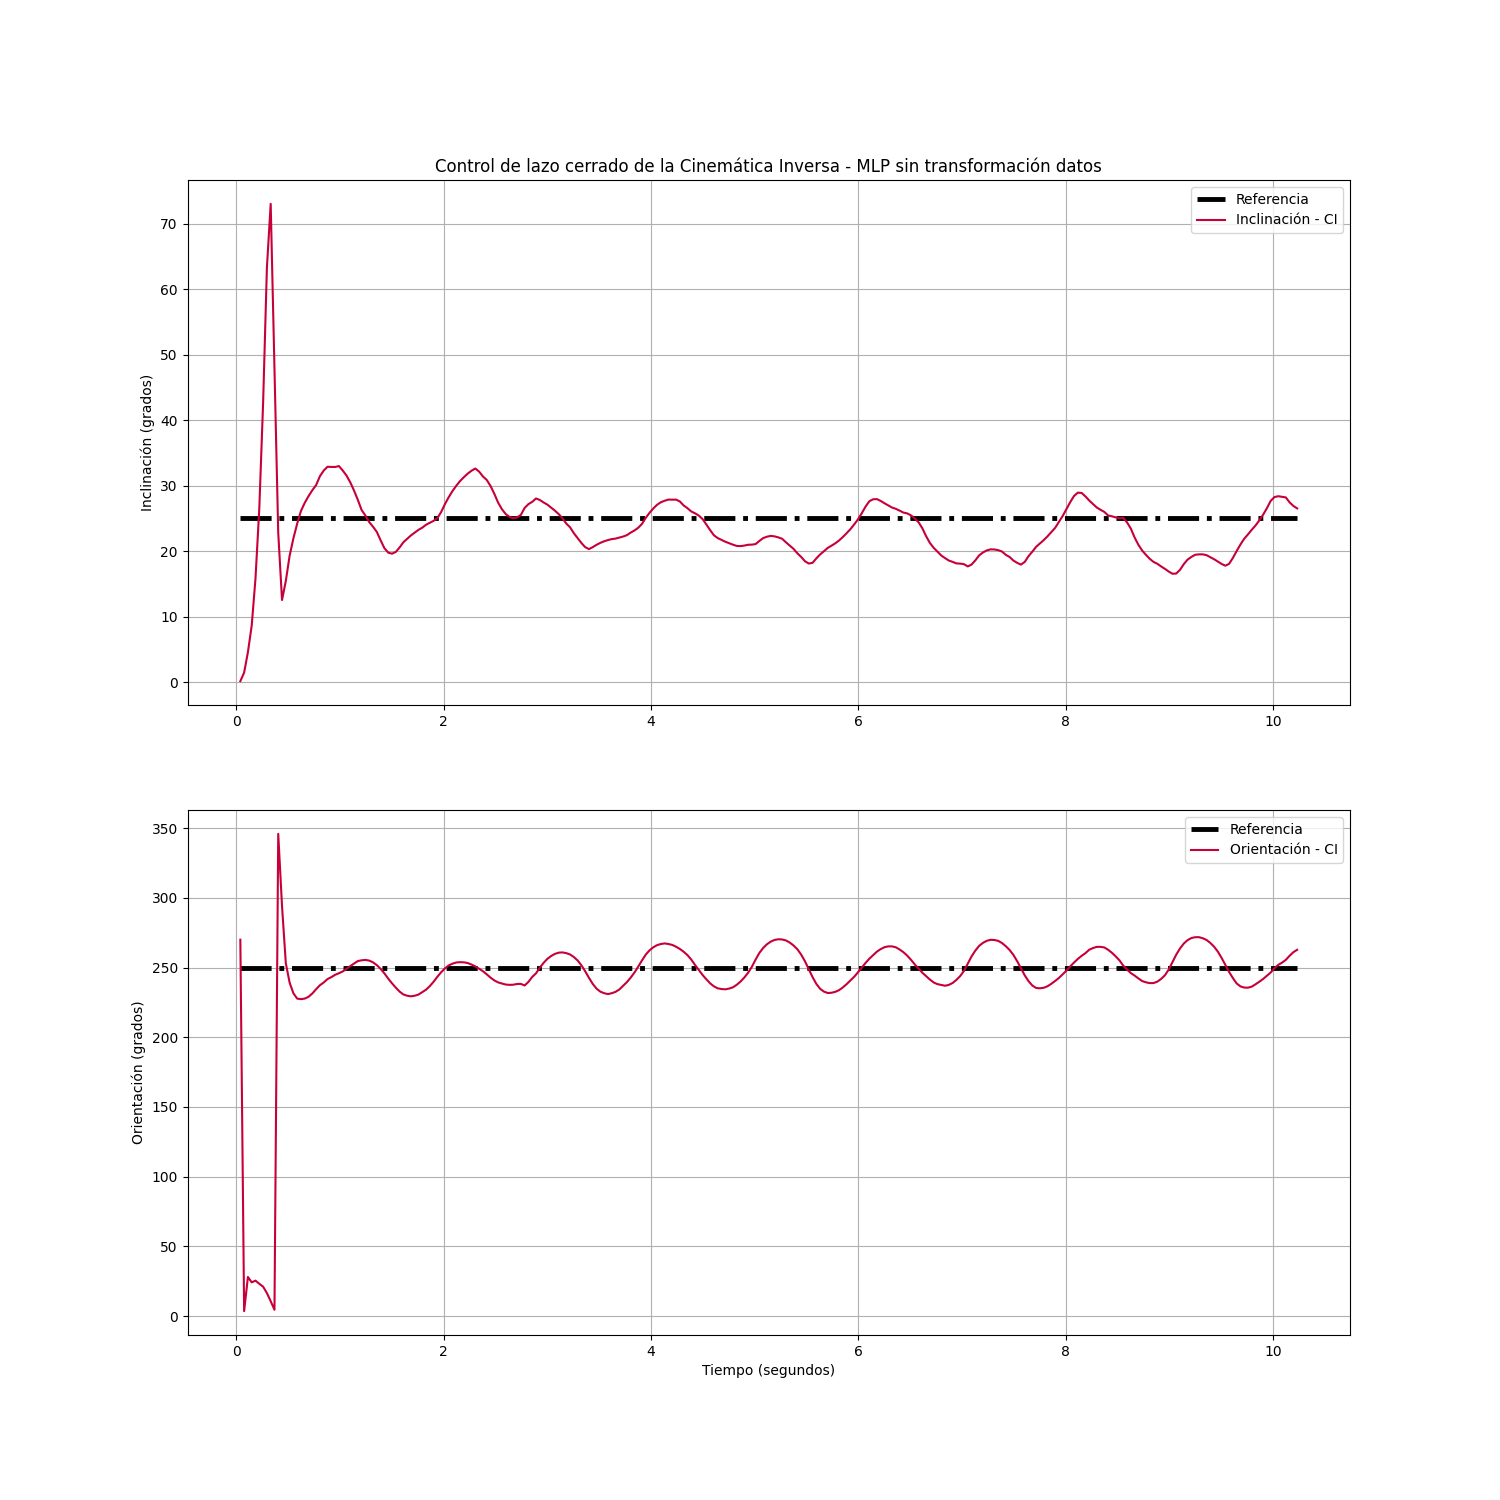 Control de lazo cerrado de la Cinemática Inversa - MLP sin transformación datos
Referencia
Inclinación - CI
Inclinación (grados)
70
60
50
40
30
20
10
0
0 2 4 6 8 10
Referencia
Orientación - CI
Orientación (grados)
350
300
250
200
150
100
50
0
0 2 4 6 8 10
Tiempo (segundos)